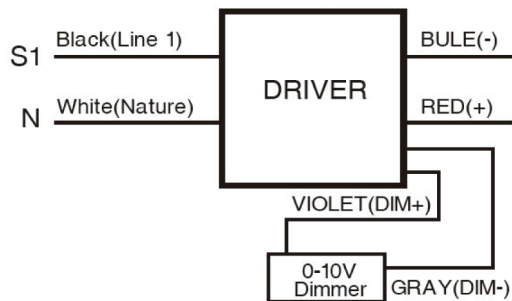 S1
Black(Line 1)
BULE(-)
DRIVER
N
White(Nature)
RED(+)
VIOLET(DIM+)
0-10V
Dimmer
GRAY(DIM-)